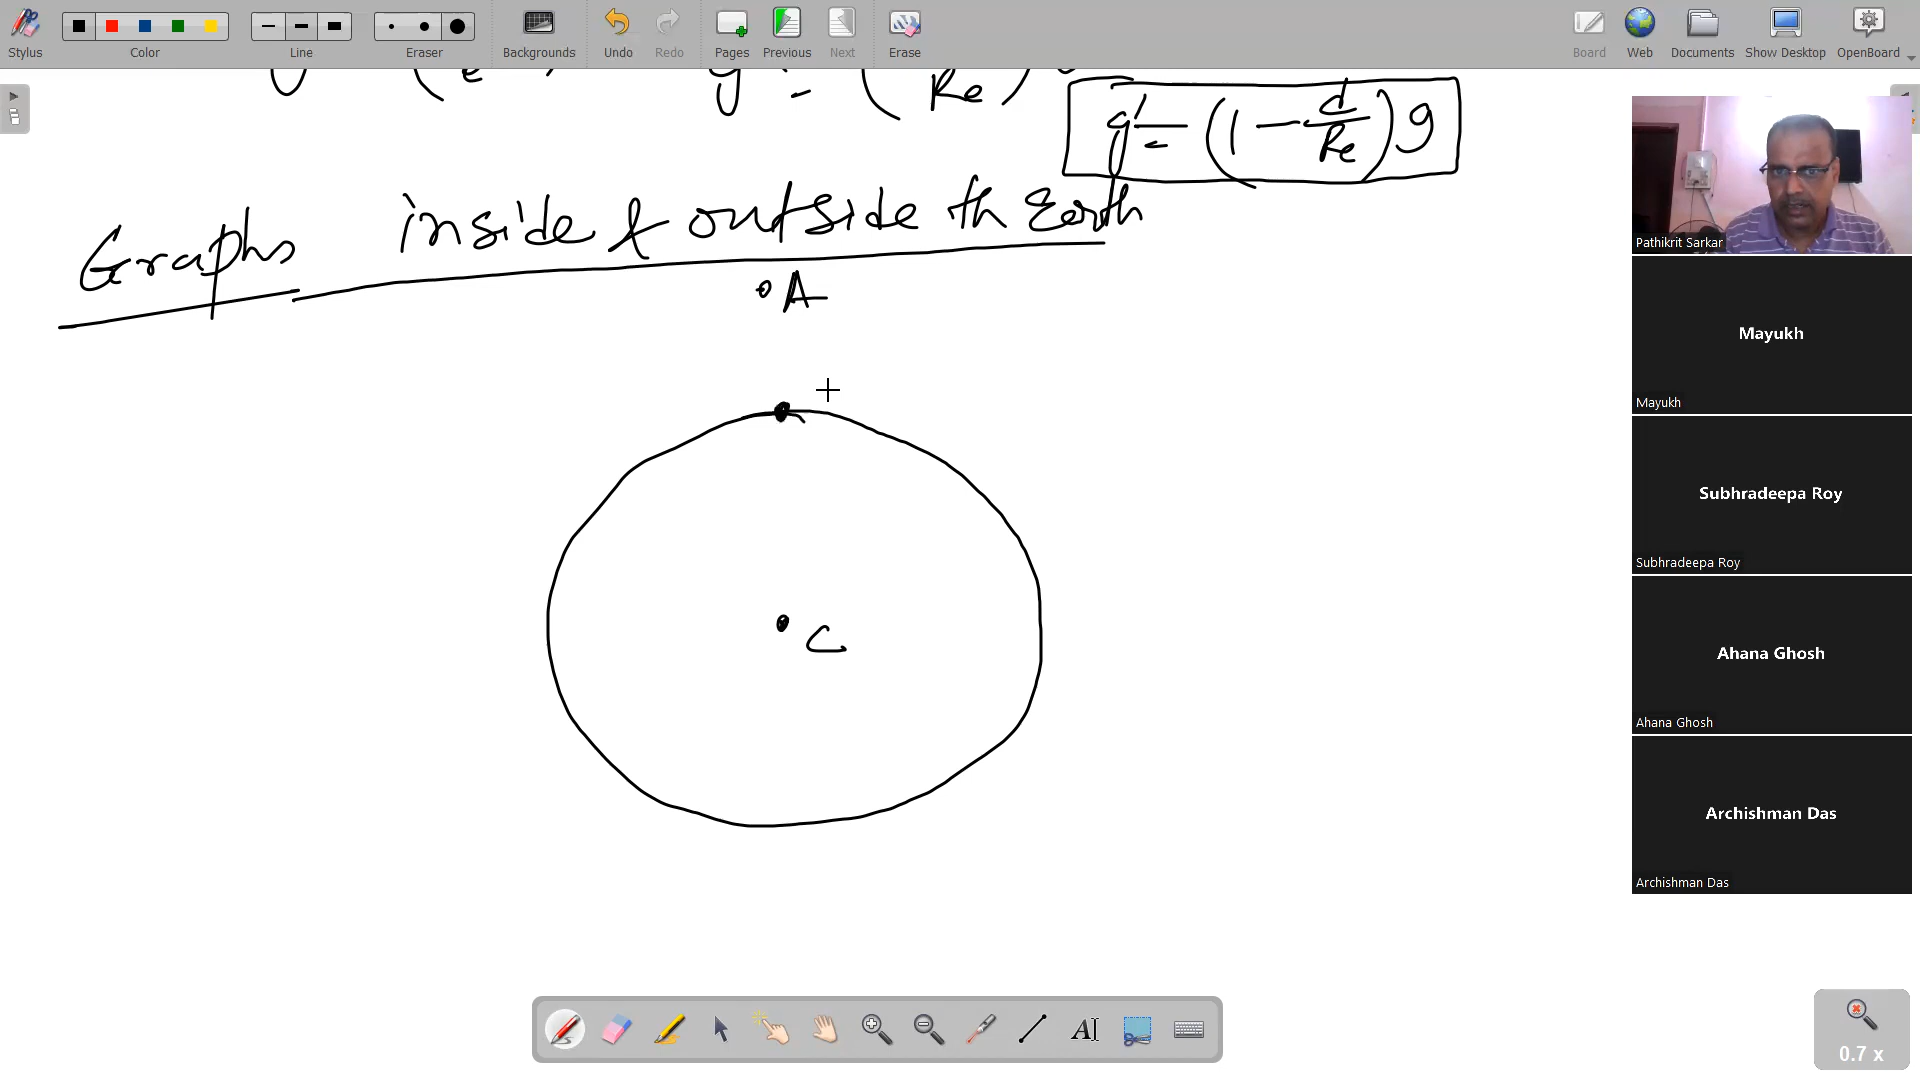 Stylus Color Line Eraser Backgrounds Undo Redo Pages Previous Next Erase Board Web Documents Show Desktop OpenBoard
g' = (1 - d/Re) g
Graphs inside & outside th Earth
A
C
Pathikrit Sarkar
Mayukh
Mayukh
Subhradeepa Roy
Subhradeepa Roy
Ahana Ghosh
Ahana Ghosh
Archishman Das
Archishman Das
0.7 x